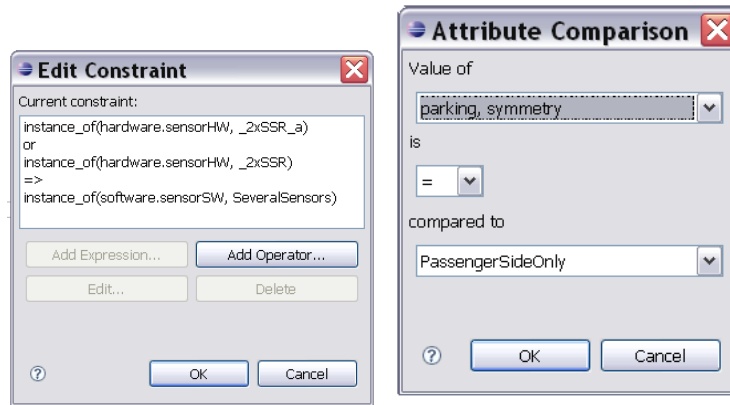 Edit Constraint
Current constraint:
instance_of(hardware.sensorHW, _2xSSR_a)
or
instance_of(hardware.sensorHW, _2xSSR)
=>
instance_of(software.sensorSW, SeveralSensors)
Add Expression...
Add Operator...
Edit...
Delete
?
OK
Cancel
Attribute Comparison
Value of
parking, symmetry
is
=
compared to
PassengerSideOnly
?
OK
Cancel